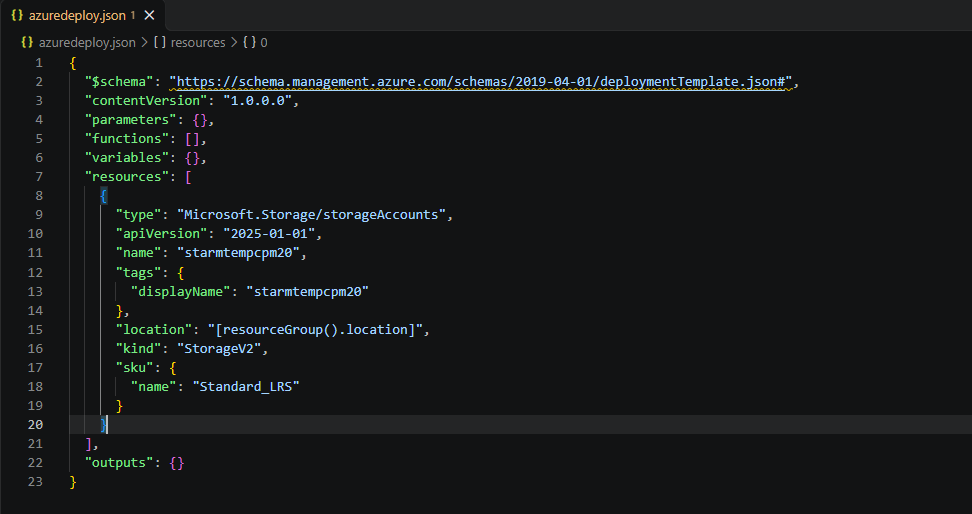 {} azuredeploy.json 1 ×
{} azuredeploy.json > [ ] resources > {} 0
1 {
2 "$schema": "https://schema.management.azure.com/schemas/2019-04-01/deploymentTemplate.json#",
3 "contentVersion": "1.0.0.0",
4 "parameters": {},
5 "functions": [],
6 "variables": {},
7 "resources": [
8 {
9 "type": "Microsoft.Storage/storageAccounts",
10 "apiVersion": "2025-01-01",
11 "name": "starmtempcpm20",
12 "tags": {
13 "displayName": "starmtempcpm20"
14 },
15 "location": "[resourceGroup().location]",
16 "kind": "StorageV2",
17 "sku": {
18 "name": "Standard_LRS"
19 }
20 }
21 ],
22 "outputs": {}
23 }